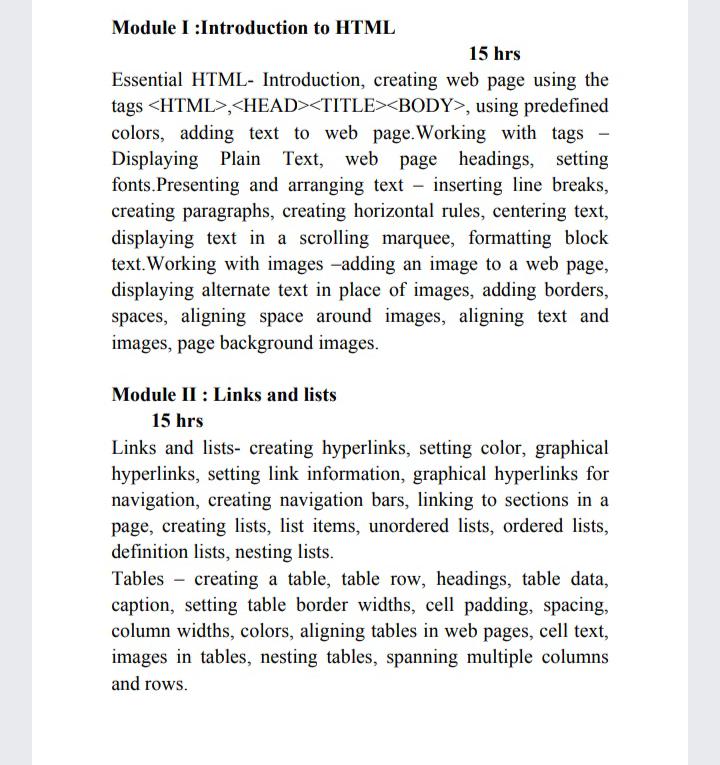 Module I :Introduction to HTML
15 hrs
Essential HTML- Introduction, creating web page using the
tags <HTML>,<HEAD><TITLE><BODY>, using predefined
colors, adding text to web page.Working with tags –
Displaying Plain Text, web page headings, setting
fonts.Presenting and arranging text – inserting line breaks,
creating paragraphs, creating horizontal rules, centering text,
displaying text in a scrolling marquee, formatting block
text.Working with images –adding an image to a web page,
displaying alternate text in place of images, adding borders,
spaces, aligning space around images, aligning text and
images, page background images.
Module II : Links and lists
15 hrs
Links and lists- creating hyperlinks, setting color, graphical
hyperlinks, setting link information, graphical hyperlinks for
navigation, creating navigation bars, linking to sections in a
page, creating lists, list items, unordered lists, ordered lists,
definition lists, nesting lists.
Tables – creating a table, table row, headings, table data,
caption, setting table border widths, cell padding, spacing,
column widths, colors, aligning tables in web pages, cell text,
images in tables, nesting tables, spanning multiple columns
and rows.